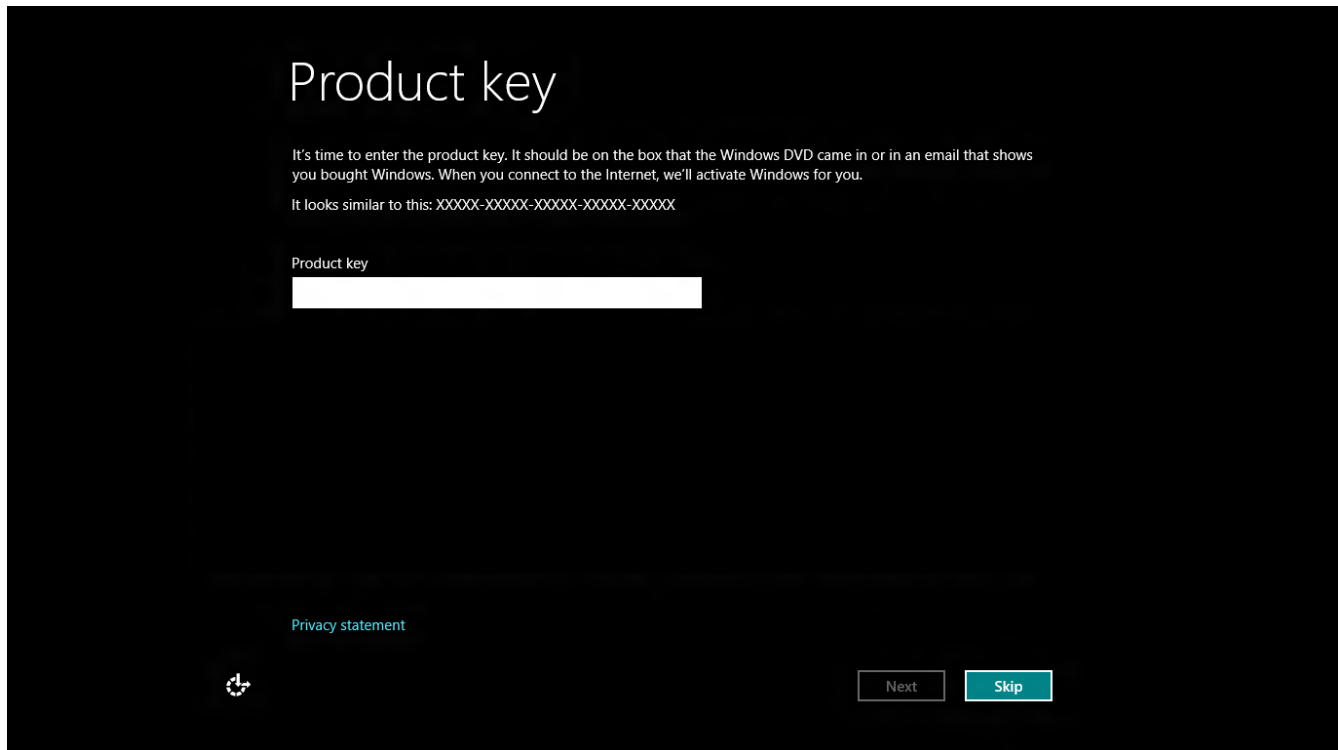 Product key
It's time to enter the product key. It should be on the box that the Windows DVD came in or in an email that shows
you bought Windows. When you connect to the Internet, we'll activate Windows for you.
It looks similar to this: XXXXX-XXXXX-XXXXX-XXXXX-XXXXX
Product key
Privacy statement
Next
Skip